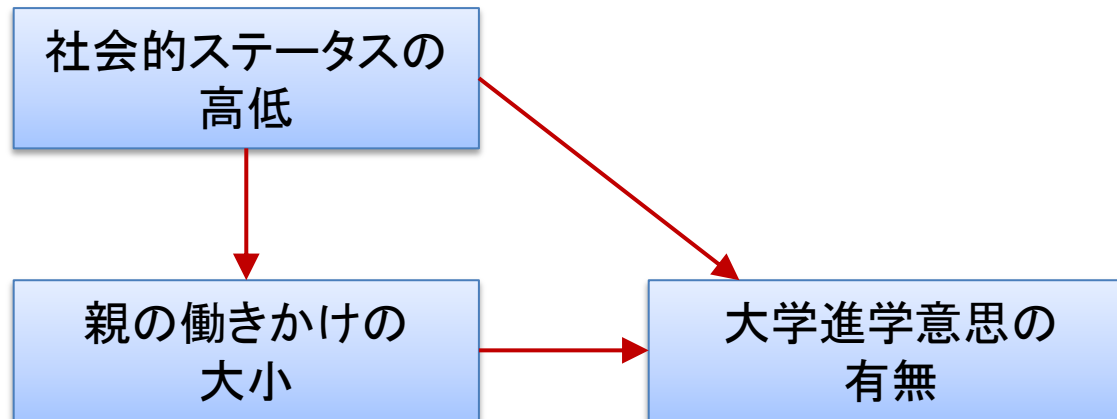 社会的ステータスの
高低
親の働きかけの
大小
大学進学意思の
有無